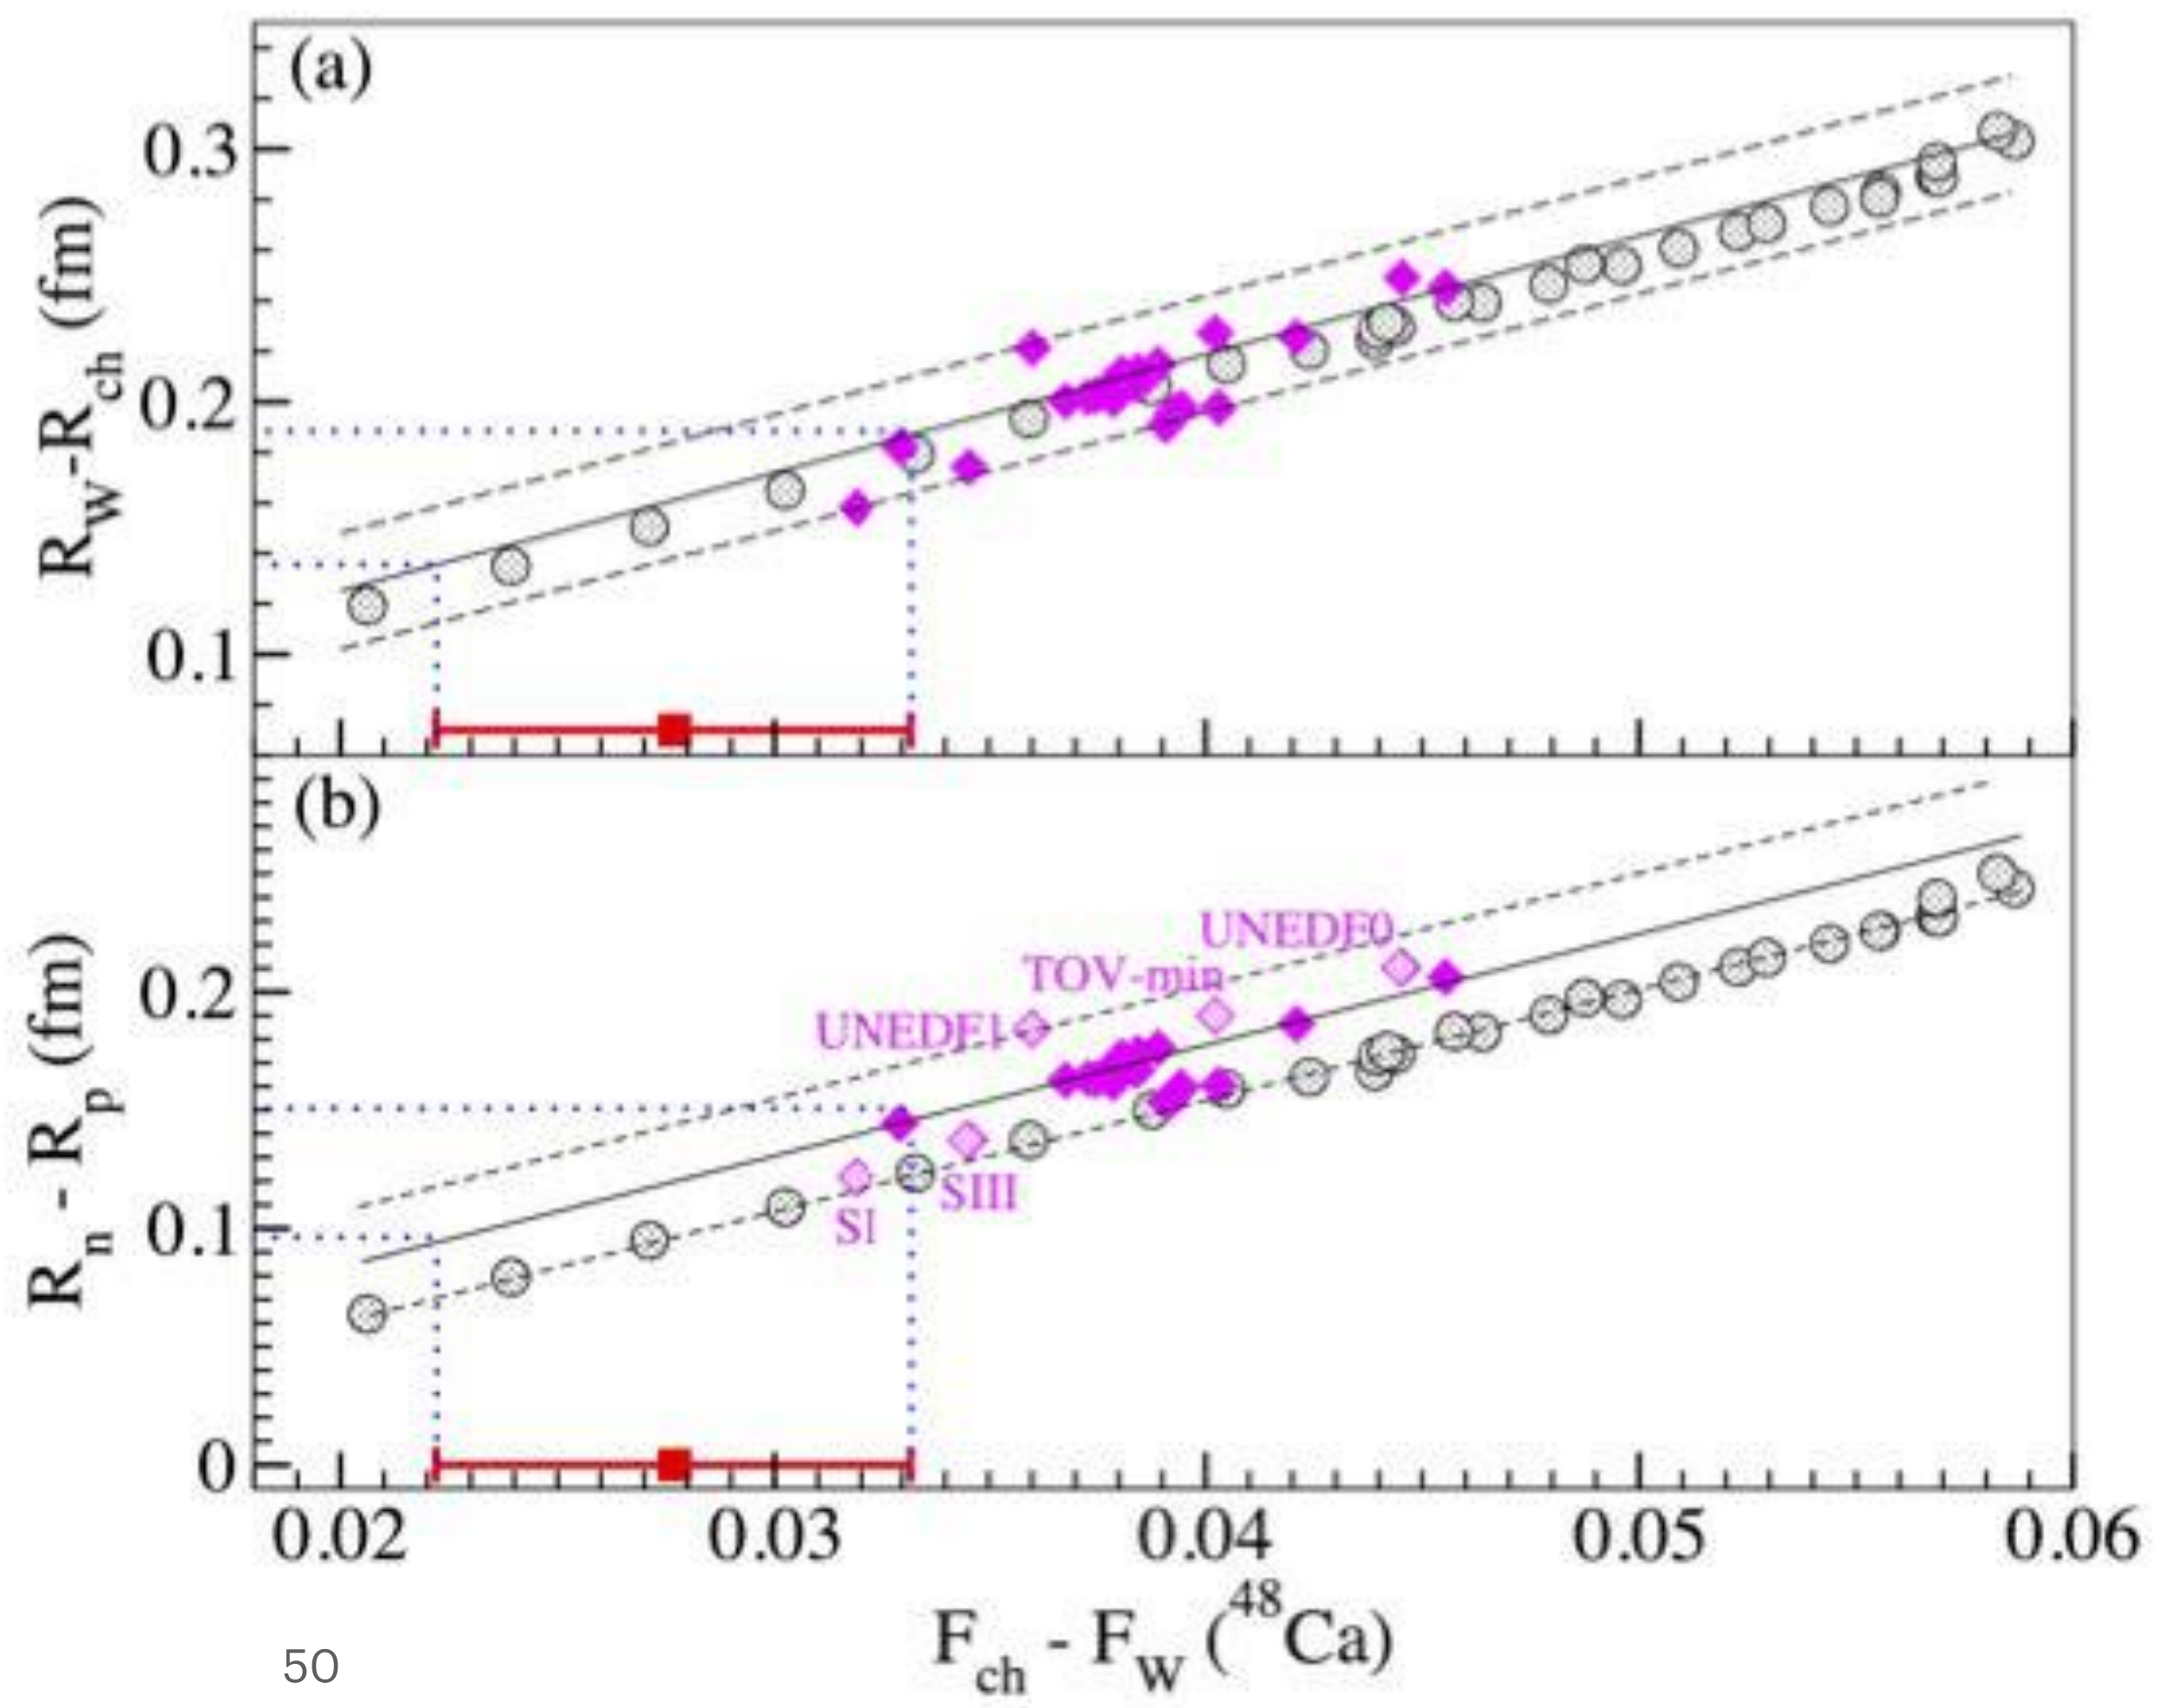 (a)
0.3
0.2
0.1
R_W-R_ch (fm)
(b)
UNEDF0
TOV-min
UNEDF1
SIII
SI
0.2
0.1
0
R_n - R_p (fm)
0.02 0.03 0.04 0.05 0.06
F_ch - F_W (^48Ca)
50